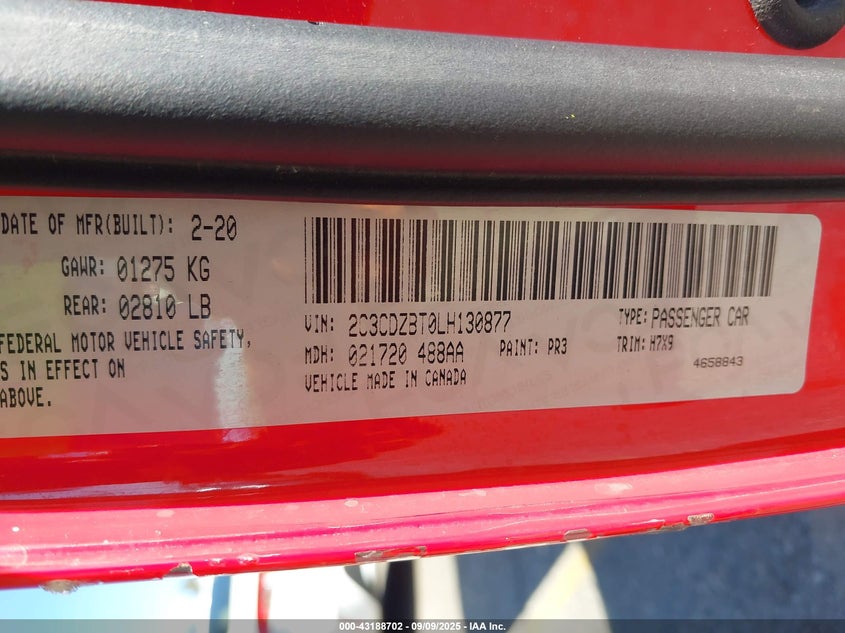 DATE OF MFR(BUILT): 2-20
GAWR: 01275 KG
REAR: 02810 LB
FEDERAL MOTOR VEHICLE SAFETY,
S IN EFFECT ON
ABOVE.
VIN: 2C3CDZBT0LH130877
TYPE: PASSENGER CAR
MDH: 021720 488AA
PAINT: PR3
TRIM: H7X9
VEHICLE MADE IN CANADA
4658843
000-43188702 - 09/09/2025 - © IAA Inc.